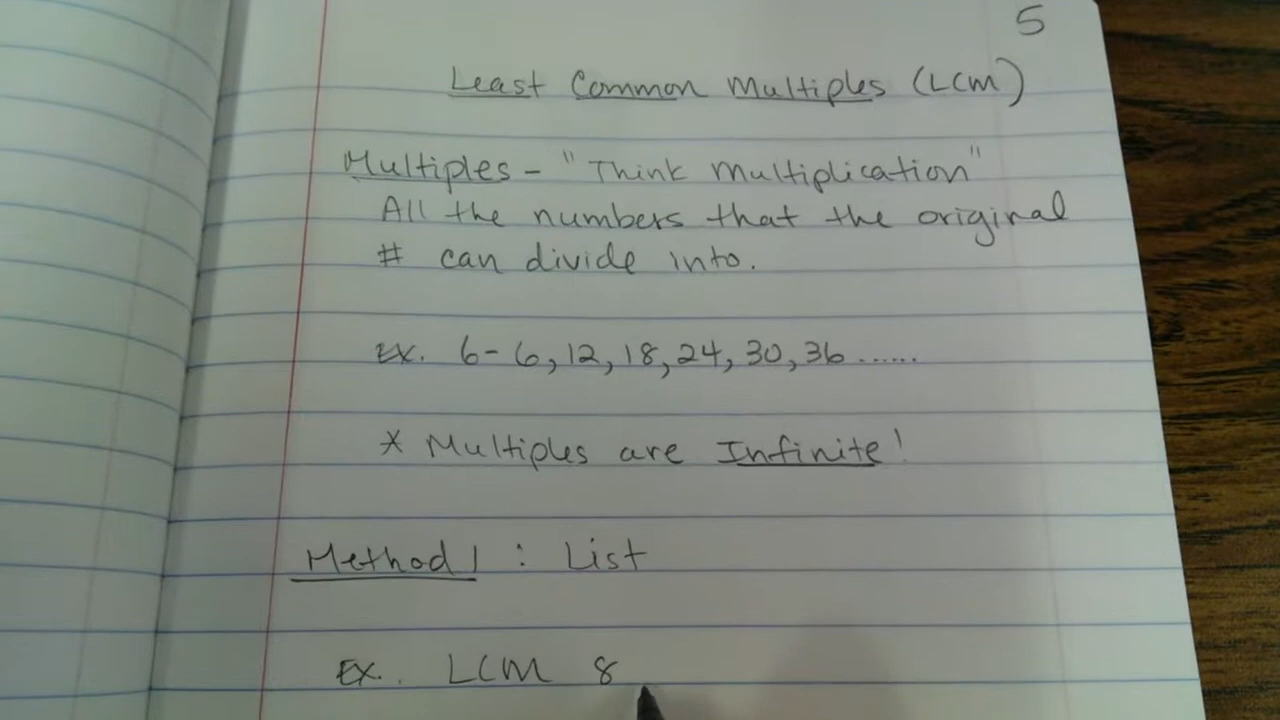 5
Least Common Multiples (LCM)
Multiples - "Think Multiplication"
All the numbers that the original
# can divide into.
Ex. 6- 6, 12, 18, 24, 30, 36......
* Multiples are Infinite!
Method 1 : List
Ex. LCM 8